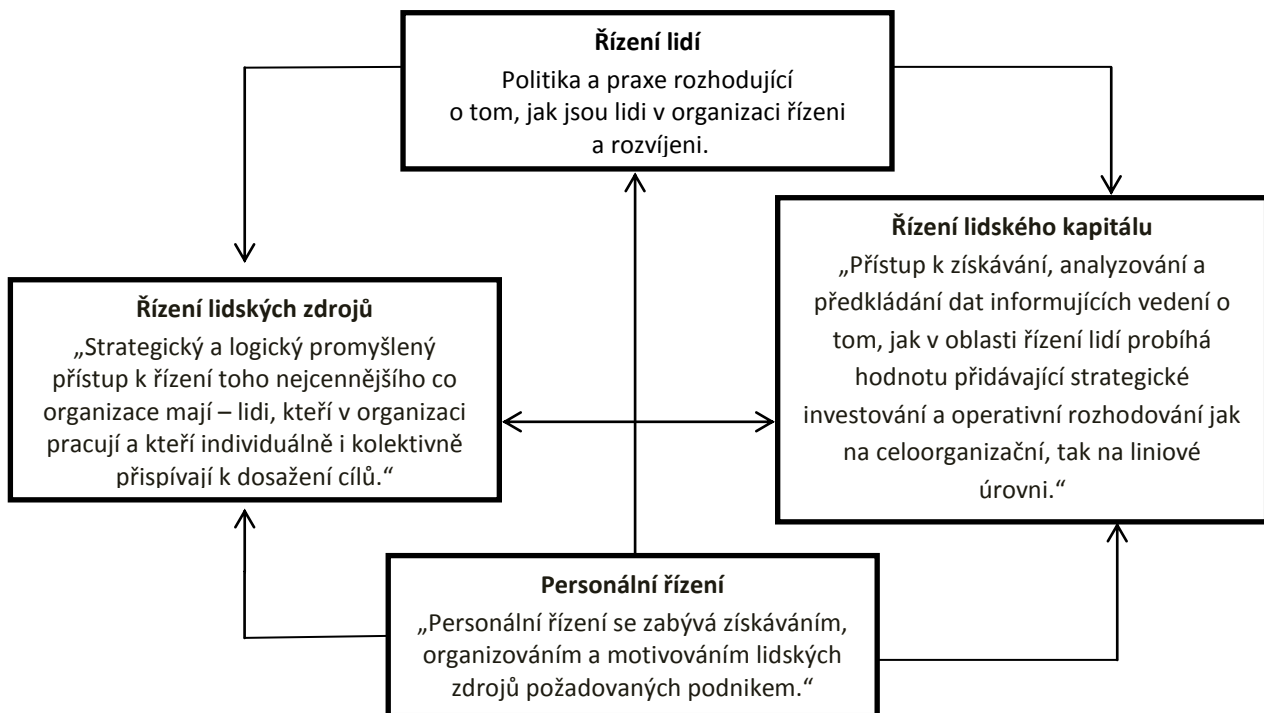 Řízení lidí
Politika a praxe rozhodující
o tom, jak jsou lidi v organizaci řízeni
a rozvíjeni.
Řízení lidských zdrojů
„Strategický a logický promyšlený
přístup k řízení toho nejcennějšího co
organizace mají – lidi, kteří v organizaci
pracují a kteří individuálně i kolektivně
přispívají k dosažení cílů.“
Řízení lidského kapitálu
„Přístup k získávání, analyzování a
předkládání dat informujících vedení o
tom, jak v oblasti řízení lidí probíhá
hodnotu přidávající strategické
investování a operativní rozhodování jak
na celoorganizační, tak na liniové
úrovni.“
Personální řízení
„Personální řízení se zabývá získáváním,
organizováním a motivováním lidských
zdrojů požadovaných podnikem.“